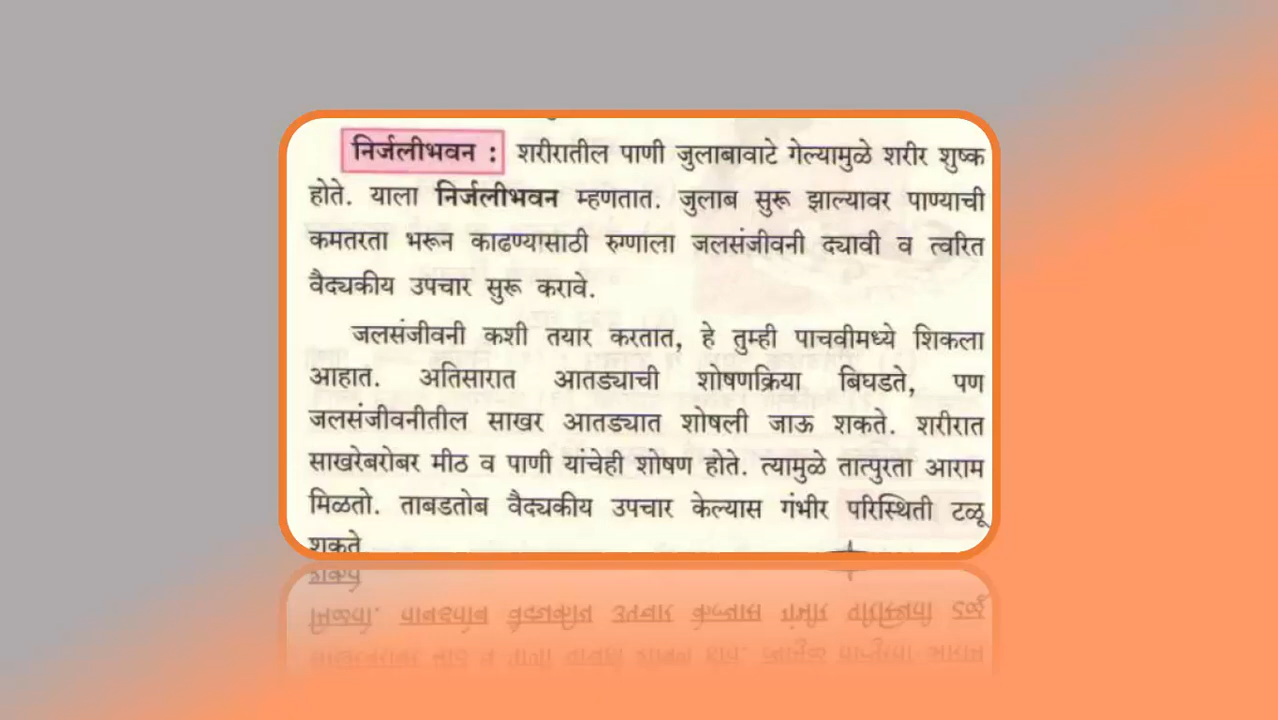 निर्जलीभवन : शरीरातील पाणी जुलाबावाटे गेल्यामुळे शरीर शुष्क
होते. याला निर्जलीभवन म्हणतात. जुलाब सुरू झाल्यावर पाण्याची
कमतरता भरून काढण्यासाठी रुग्णाला जलसंजीवनी द्यावी व त्वरित
वैद्यकीय उपचार सुरू करावे.
जलसंजीवनी कशी तयार करतात, हे तुम्ही पाचवीमध्ये शिकला
आहात. अतिसारात आतड्याची शोषणक्रिया बिघडते, पण
जलसंजीवनीतील साखर आतड्यात शोषली जाऊ शकते. शरीरात
साखरेबरोबर मीठ व पाणी यांचेही शोषण होते. त्यामुळे तात्पुरता आराम
मिळतो. ताबडतोब वैद्यकीय उपचार केल्यास गंभीर परिस्थिती टळू
शकते